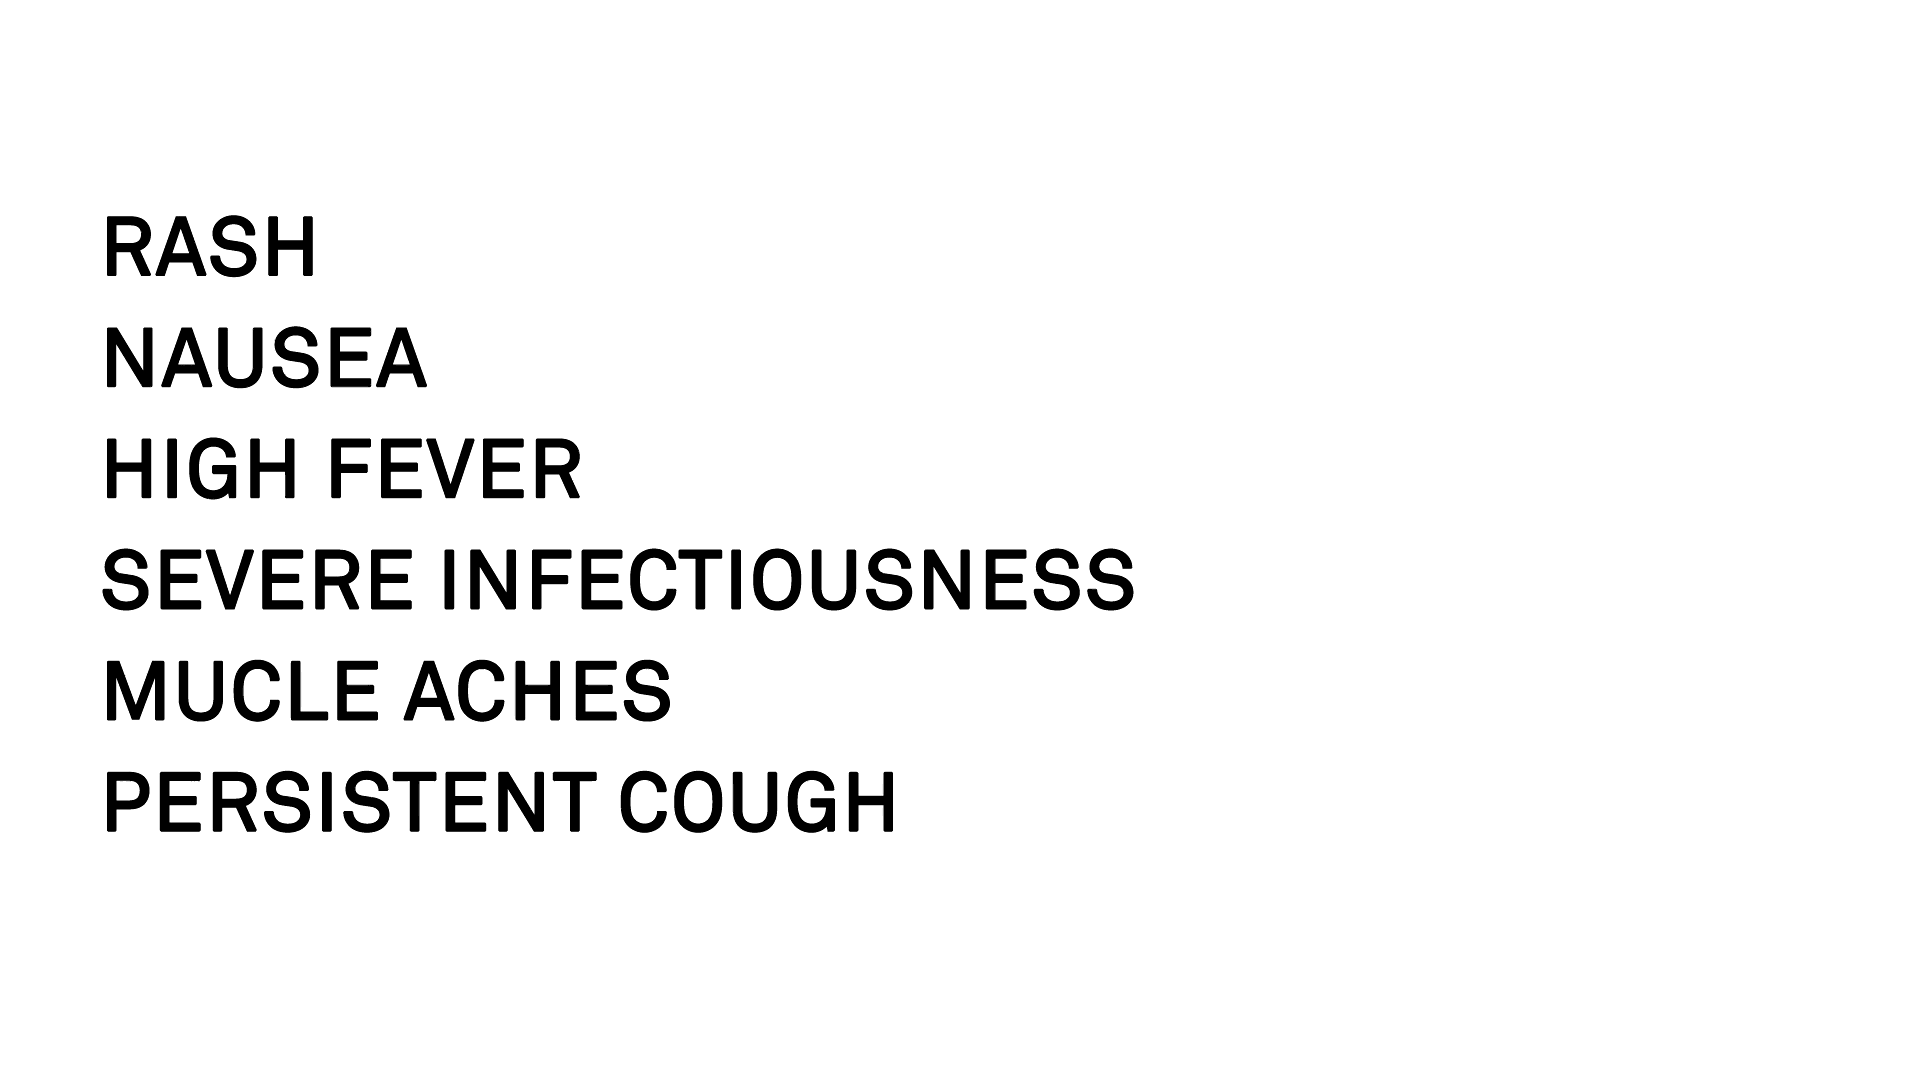 RASH
NAUSEA
HIGH FEVER
SEVERE INFECTIOUSNESS
MUCLE ACHES
PERSISTENT COUGH